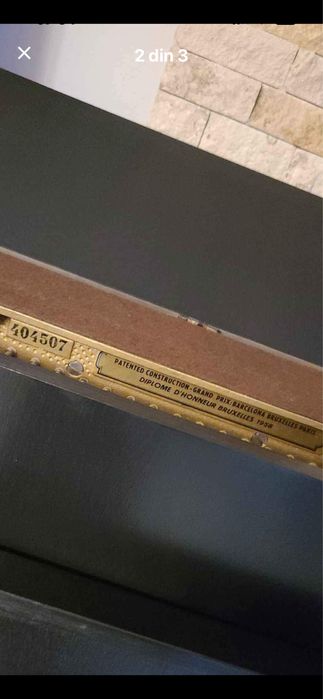 2 din 3
404507
PATENTED CONSTRUCTION-GRAND PRIX: BARCELONA BRUXELLES PARIS
DIPLOME D'HONNEUR BRUXELLES 1958